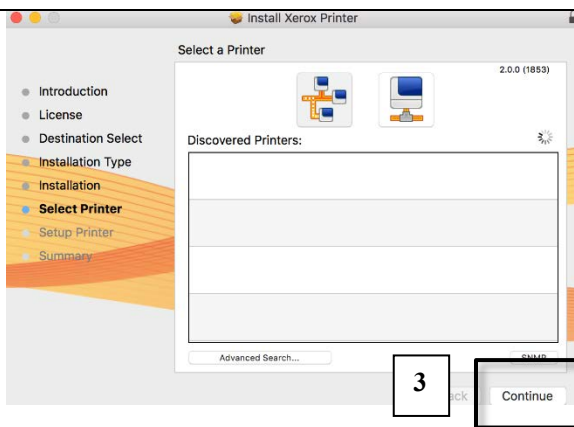 Install Xerox Printer
Select a Printer
2.0.0 (1853)
Introduction
License
Destination Select
Discovered Printers:
Installation Type
Installation
Select Printer
Setup Printer
Summary
Advanced Search...
SNMP
3
Continue